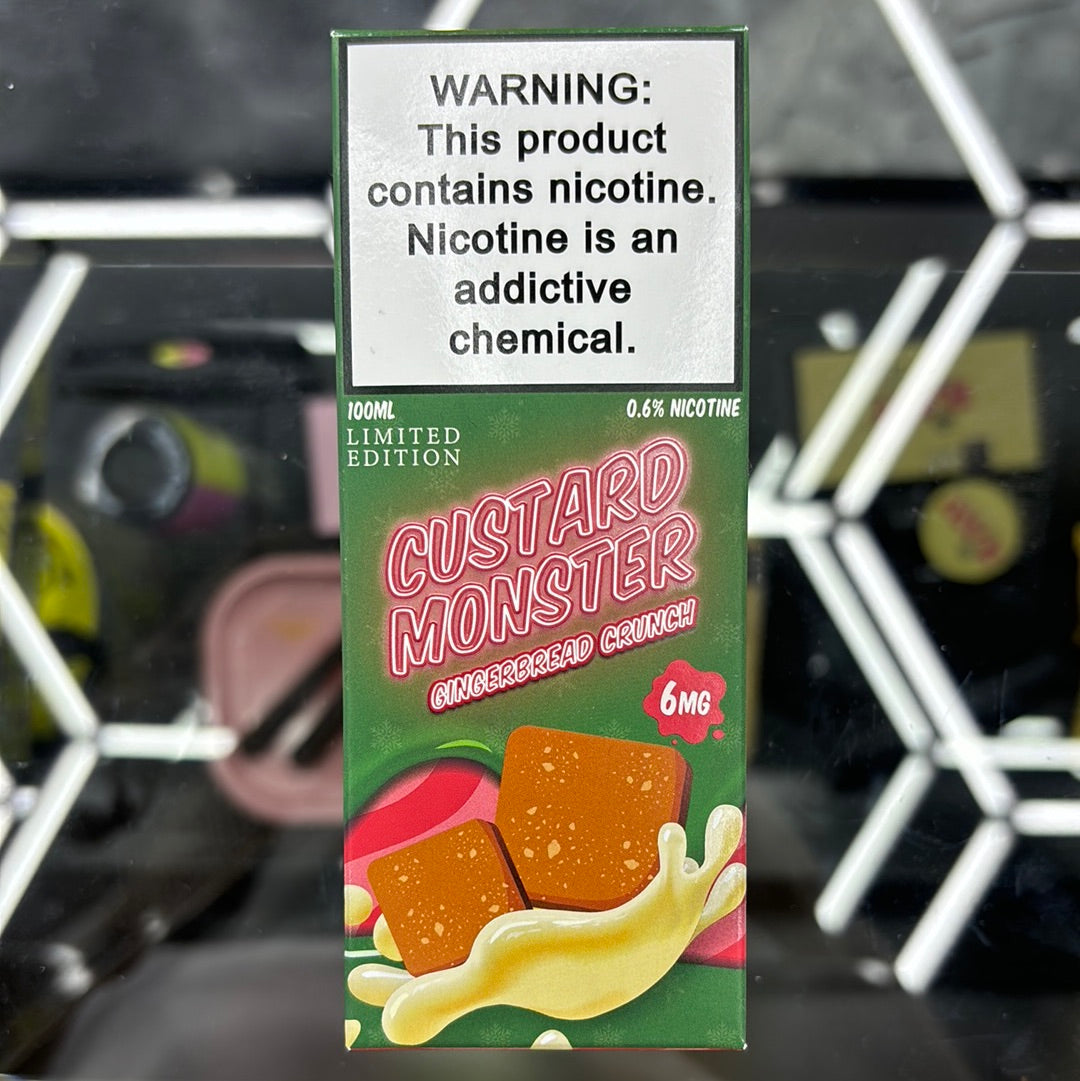 WARNING:
This product
contains nicotine.
Nicotine is an
addictive
chemical.
100ML
0.6% NICOTINE
LIMITED
EDITION
CUSTARD
MONSTER
GINGERBREAD CRUNCH
6MG